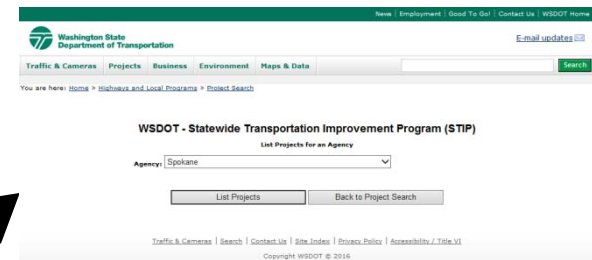 News | Employment | Good To Go! | Contact Us | WSDOT Home
Washington State
Department of Transportation
E-mail updates
Traffic & Cameras Projects Business Environment Maps & Data Search
You are here: Home > Highways and Local Programs > Project Search
WSDOT - Statewide Transportation Improvement Program (STIP)
List Projects for an Agency
Agency: Spokane
List Projects Back to Project Search
Traffic & Cameras | Search | Contact Us | Site Index | Privacy Policy | Accessibility / Title VI
Copyright WSDOT © 2016